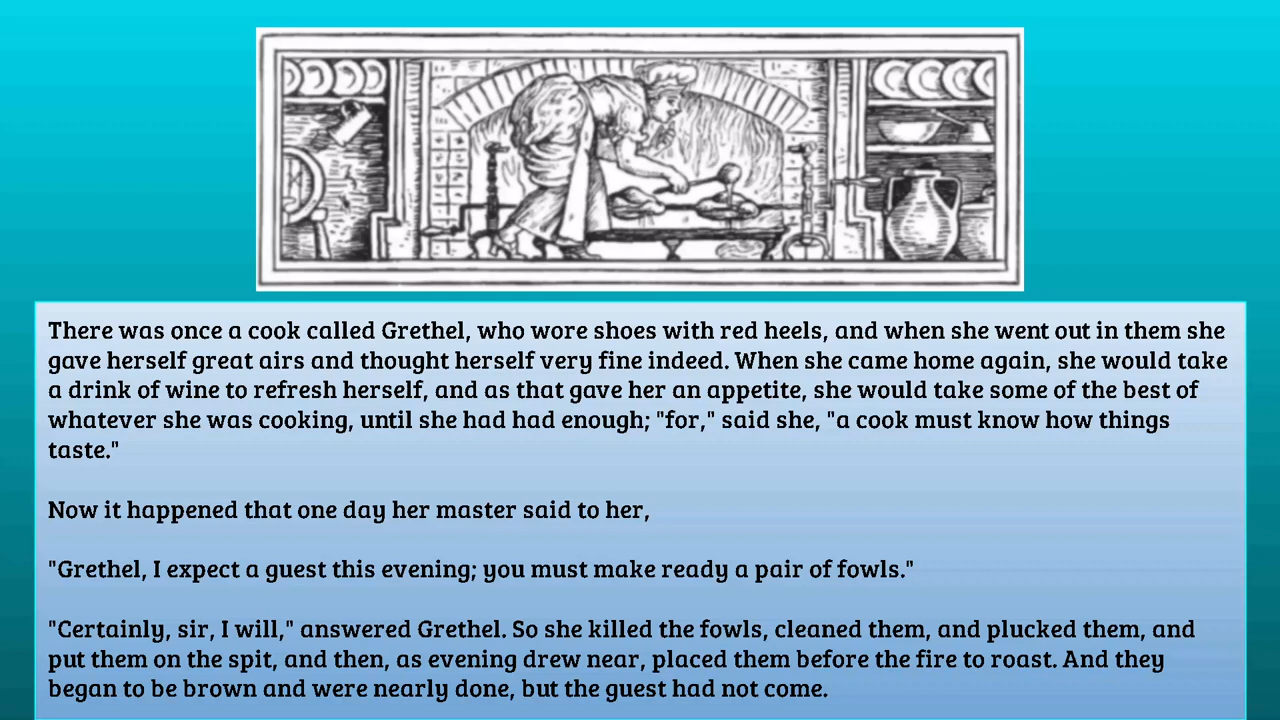 There was once a cook called Grethel, who wore shoes with red heels, and when she went out in them she
gave herself great airs and thought herself very fine indeed. When she came home again, she would take
a drink of wine to refresh herself, and as that gave her an appetite, she would take some of the best of
whatever she was cooking, until she had had enough; "for," said she, "a cook must know how things
taste."
Now it happened that one day her master said to her,
"Grethel, I expect a guest this evening; you must make ready a pair of fowls."
"Certainly, sir, I will," answered Grethel. So she killed the fowls, cleaned them, and plucked them, and
put them on the spit, and then, as evening drew near, placed them before the fire to roast. And they
began to be brown and were nearly done, but the guest had not come.